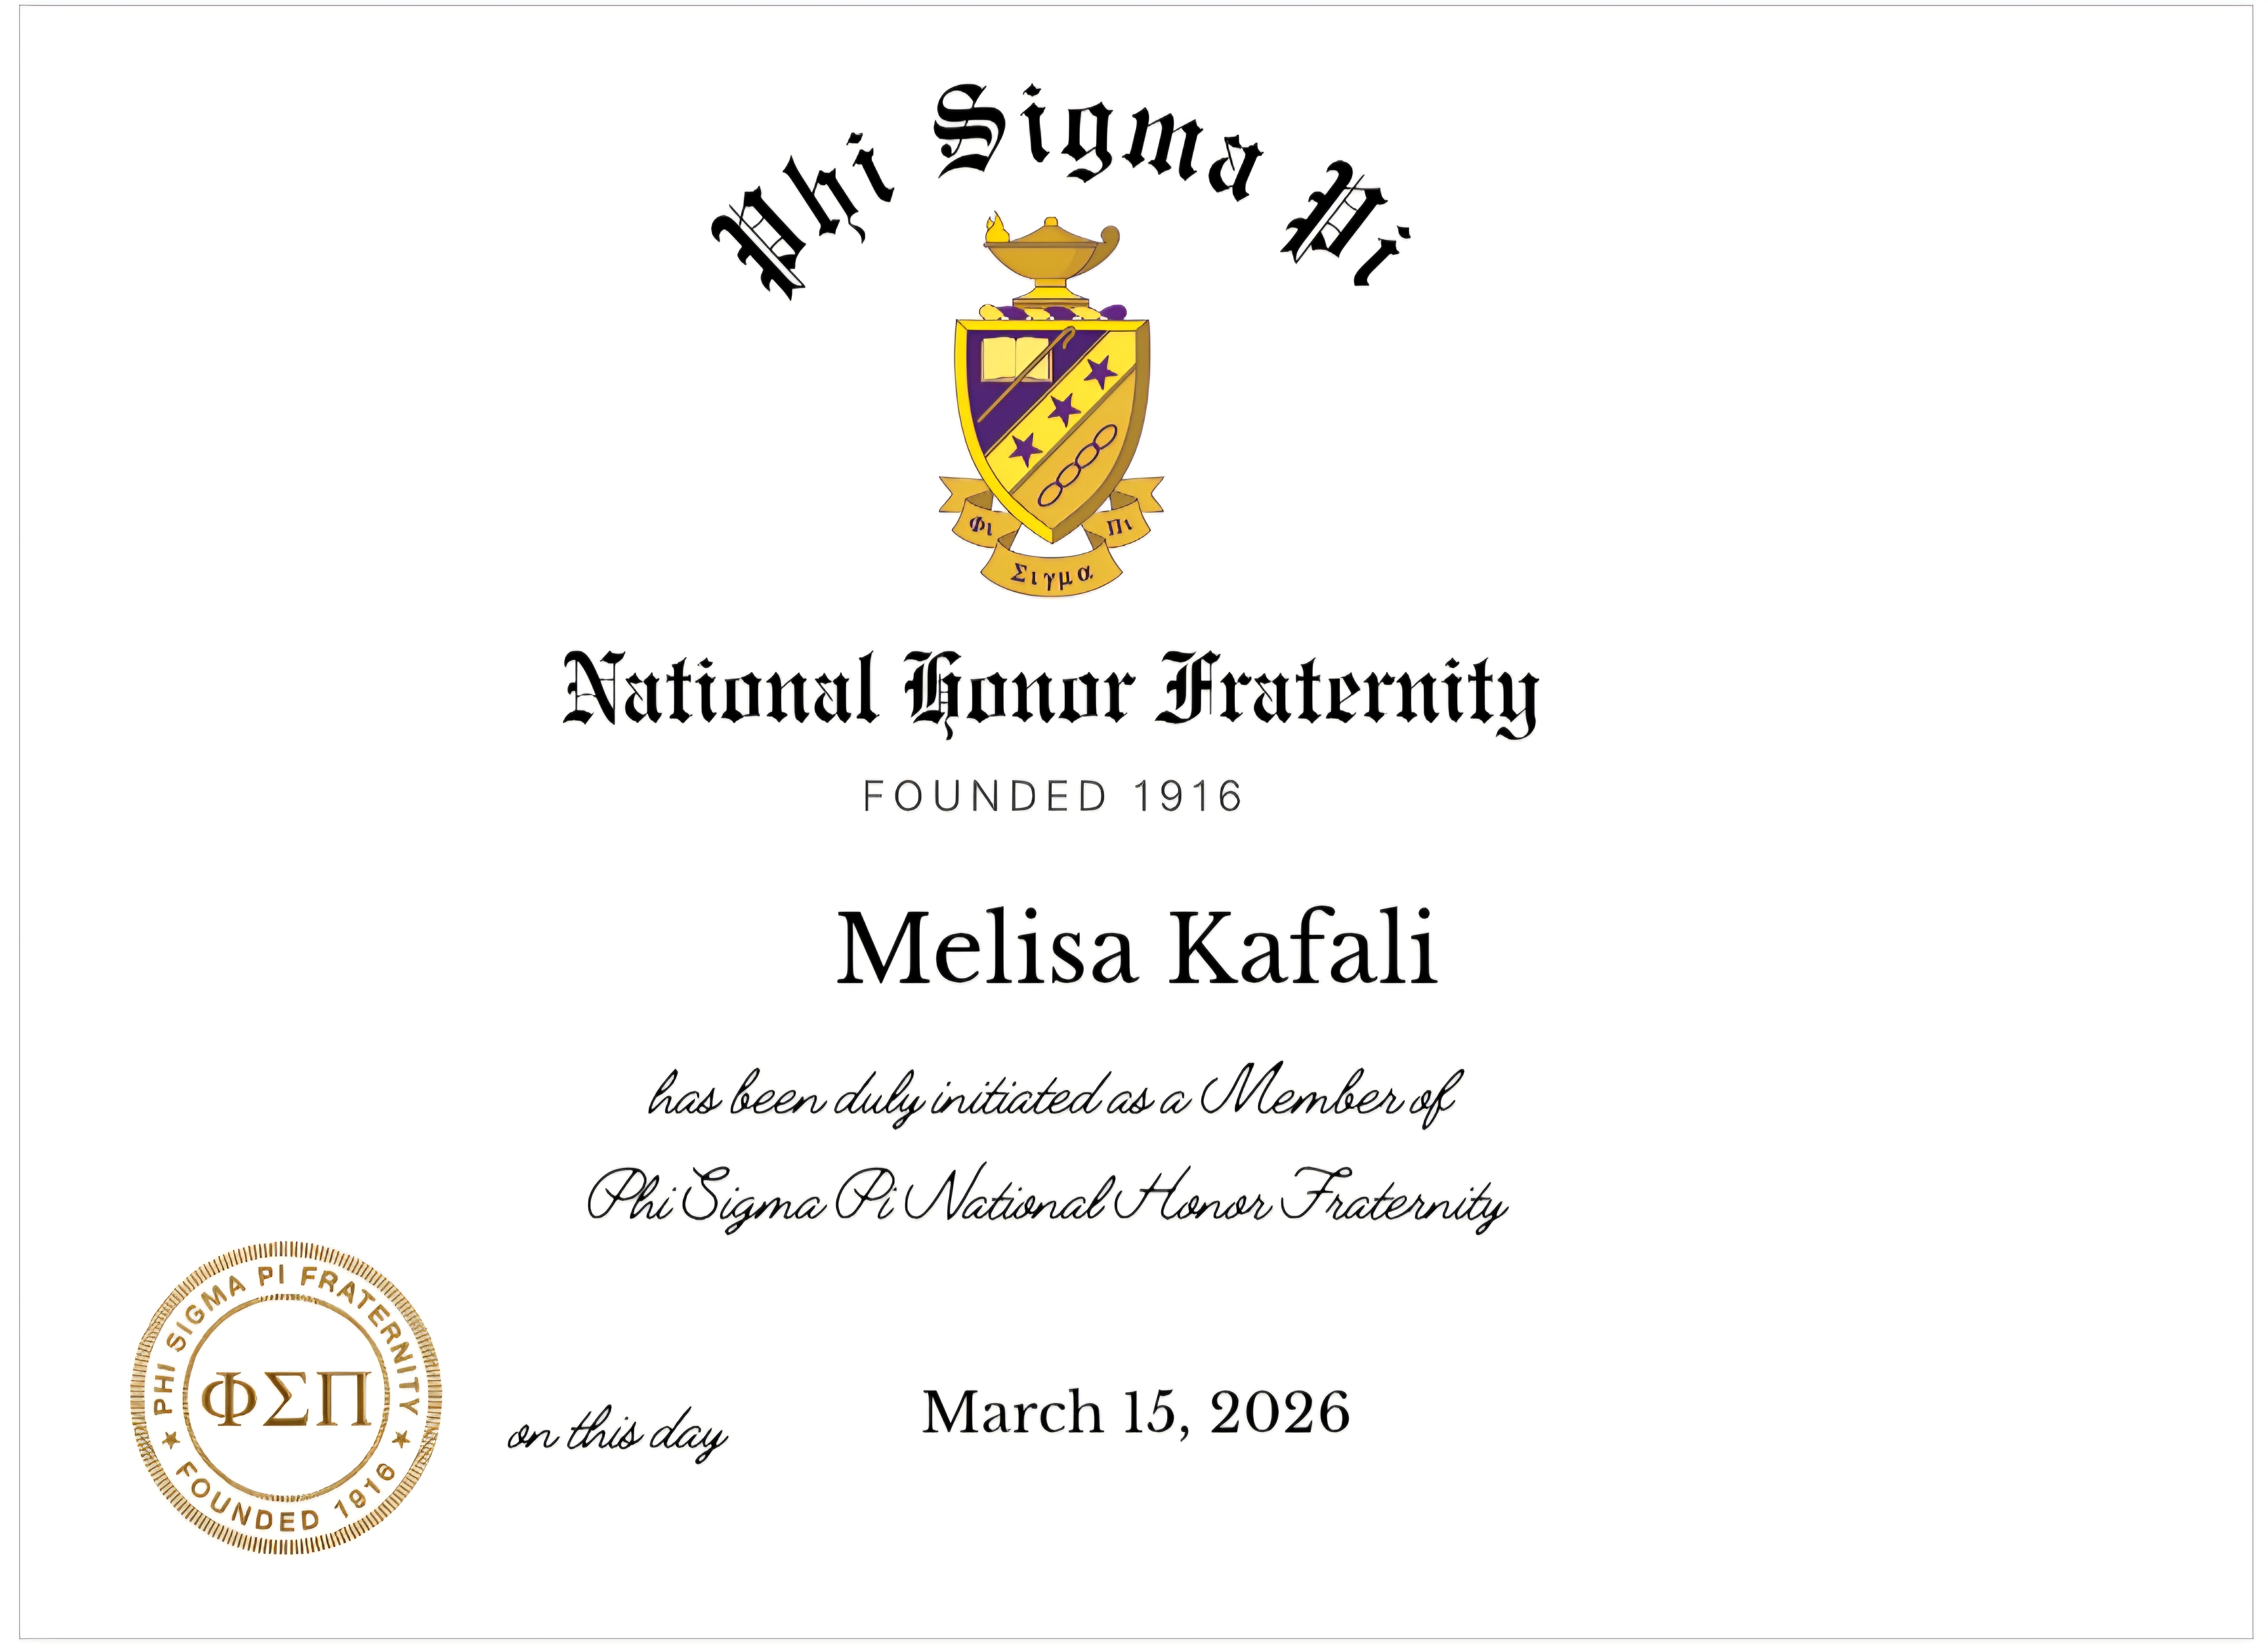 Phi Sigma Pi
Φι Σιγμα Πι
National Honor Fraternity
FOUNDED 1916
Melisa Kafali
has been duly initiated as a Member of
Phi Sigma Pi National Honor Fraternity
PHI SIGMA PI FRATERNITY
ΦΣΠ
★ FOUNDED 1916 ★
on this day March 15, 2026